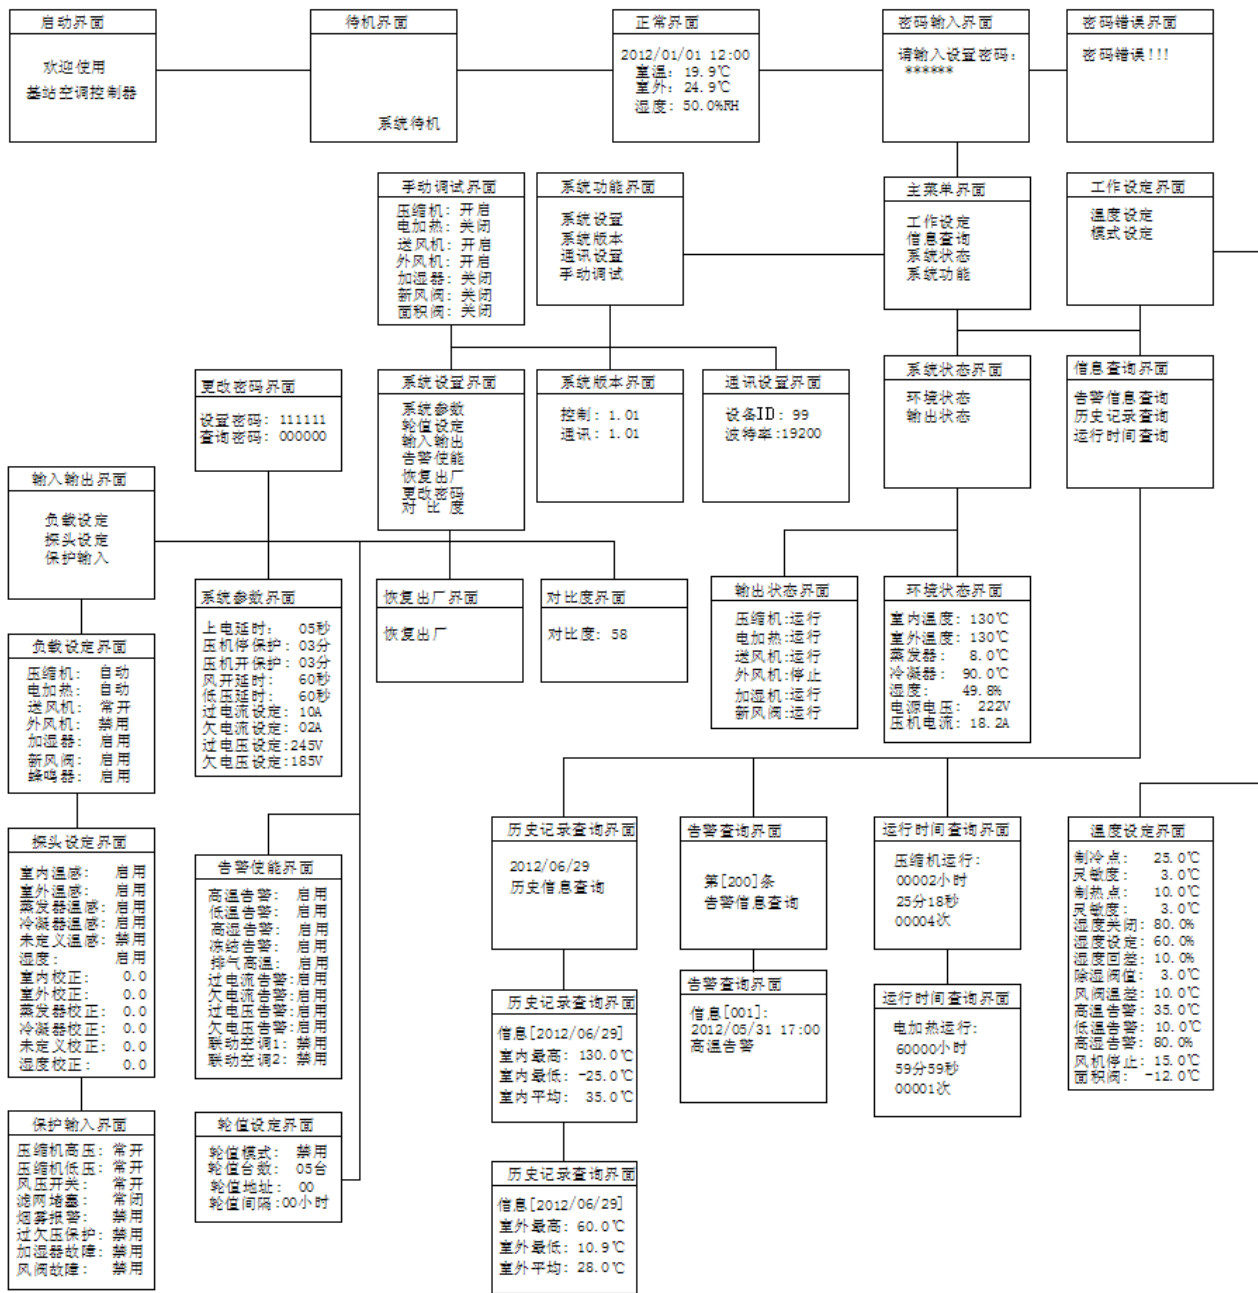 启动界面
欢迎使用
基站空调控制器
待机界面
系统待机
正常界面
2012/01/01 12:00
室温: 19.9℃
室外: 24.9℃
湿度: 50.0%RH
密码输入界面
请输入设置密码:
******
密码错误界面
密码错误!!!
手动调试界面
压缩机: 开启
电加热: 关闭
送风机: 开启
外风机: 开启
加湿器: 关闭
新风阀: 关闭
面积阀: 关闭
系统功能界面
系统设置
系统版本
通讯设置
手动调试
主菜单界面
工作设定
信息查询
系统状态
系统功能
工作设定界面
温度设定
模式设定
更改密码界面
设置密码: 111111
查询密码: 000000
系统设置界面
系统参数
轮值设定
输入输出
告警使能
恢复出厂
更改密码
对 比 度
系统版本界面
控制: 1.01
通讯: 1.01
通讯设置界面
设备ID: 99
波特率:19200
系统状态界面
环境状态
输出状态
信息查询界面
告警信息查询
历史记录查询
运行时间查询
输入输出界面
负载设定
探头设定
保护输入
系统参数界面
上电延时: 05秒
压机停保护: 03分
压机开保护: 03分
风开延时: 60秒
低压延时: 60秒
过电流设定: 10A
欠电流设定: 02A
过电压设定:245V
欠电压设定:185V
恢复出厂界面
恢复出厂
对比度界面
对比度: 58
输出状态界面
压缩机:运行
电加热:运行
送风机:运行
外风机:停止
加湿机:运行
新风阀:运行
环境状态界面
室内温度: 130℃
室外温度: 130℃
蒸发器: 8.0℃
冷凝器: 90.0℃
湿度: 49.8%
电源电压: 222V
压机电流: 18.2A
负载设定界面
压缩机: 自动
电加热: 自动
送风机: 常开
外风机: 禁用
加湿器: 启用
新风阀: 启用
蜂鸣器: 启用
探头设定界面
室内温感: 启用
室外温感: 启用
蒸发器温感: 启用
冷凝器温感: 启用
未定义温感: 禁用
湿度: 启用
室内校正: 0.0
室外校正: 0.0
蒸发器校正: 0.0
冷凝器校正: 0.0
未定义校正: 0.0
湿度校正: 0.0
告警使能界面
高温告警: 启用
低温告警: 启用
高湿告警: 启用
冻结告警: 启用
排气高温: 启用
过电流告警:启用
欠电流告警:启用
过电压告警:启用
欠电压告警:启用
联动空调1: 禁用
联动空调2: 禁用
历史记录查询界面
2012/06/29
历史信息查询
告警查询界面
第[200]条
告警信息查询
运行时间查询界面
压缩机运行:
00002小时
25分18秒
00004次
温度设定界面
制冷点: 25.0℃
灵敏度: 3.0℃
制热点: 10.0℃
灵敏度: 3.0℃
湿度关闭: 80.0%
湿度设定: 60.0%
湿度回差: 10.0%
除湿阀值: 3.0℃
风阀温差: 10.0℃
高温告警: 35.0℃
低温告警: 10.0℃
高湿告警: 80.0%
风机停止: 15.0℃
面积阀: -12.0℃
历史记录查询界面
信息[2012/06/29]
室内最高: 130.0℃
室内最低: -25.0℃
室内平均: 35.0℃
告警查询界面
信息[001]:
2012/05/31 17:00
高温告警
运行时间查询界面
电加热运行:
60000小时
59分59秒
00001次
保护输入界面
压缩机高压: 常开
压缩机低压: 常开
风压开关: 常开
滤网堵塞: 常闭
烟雾报警: 禁用
过欠压保护: 禁用
加湿器故障: 禁用
风阀故障: 禁用
轮值设定界面
轮值模式: 禁用
轮值台数: 05台
轮值地址: 00
轮值间隔:00小时
历史记录查询界面
信息[2012/06/29]
室外最高: 60.0℃
室外最低: 10.9℃
室外平均: 28.0℃